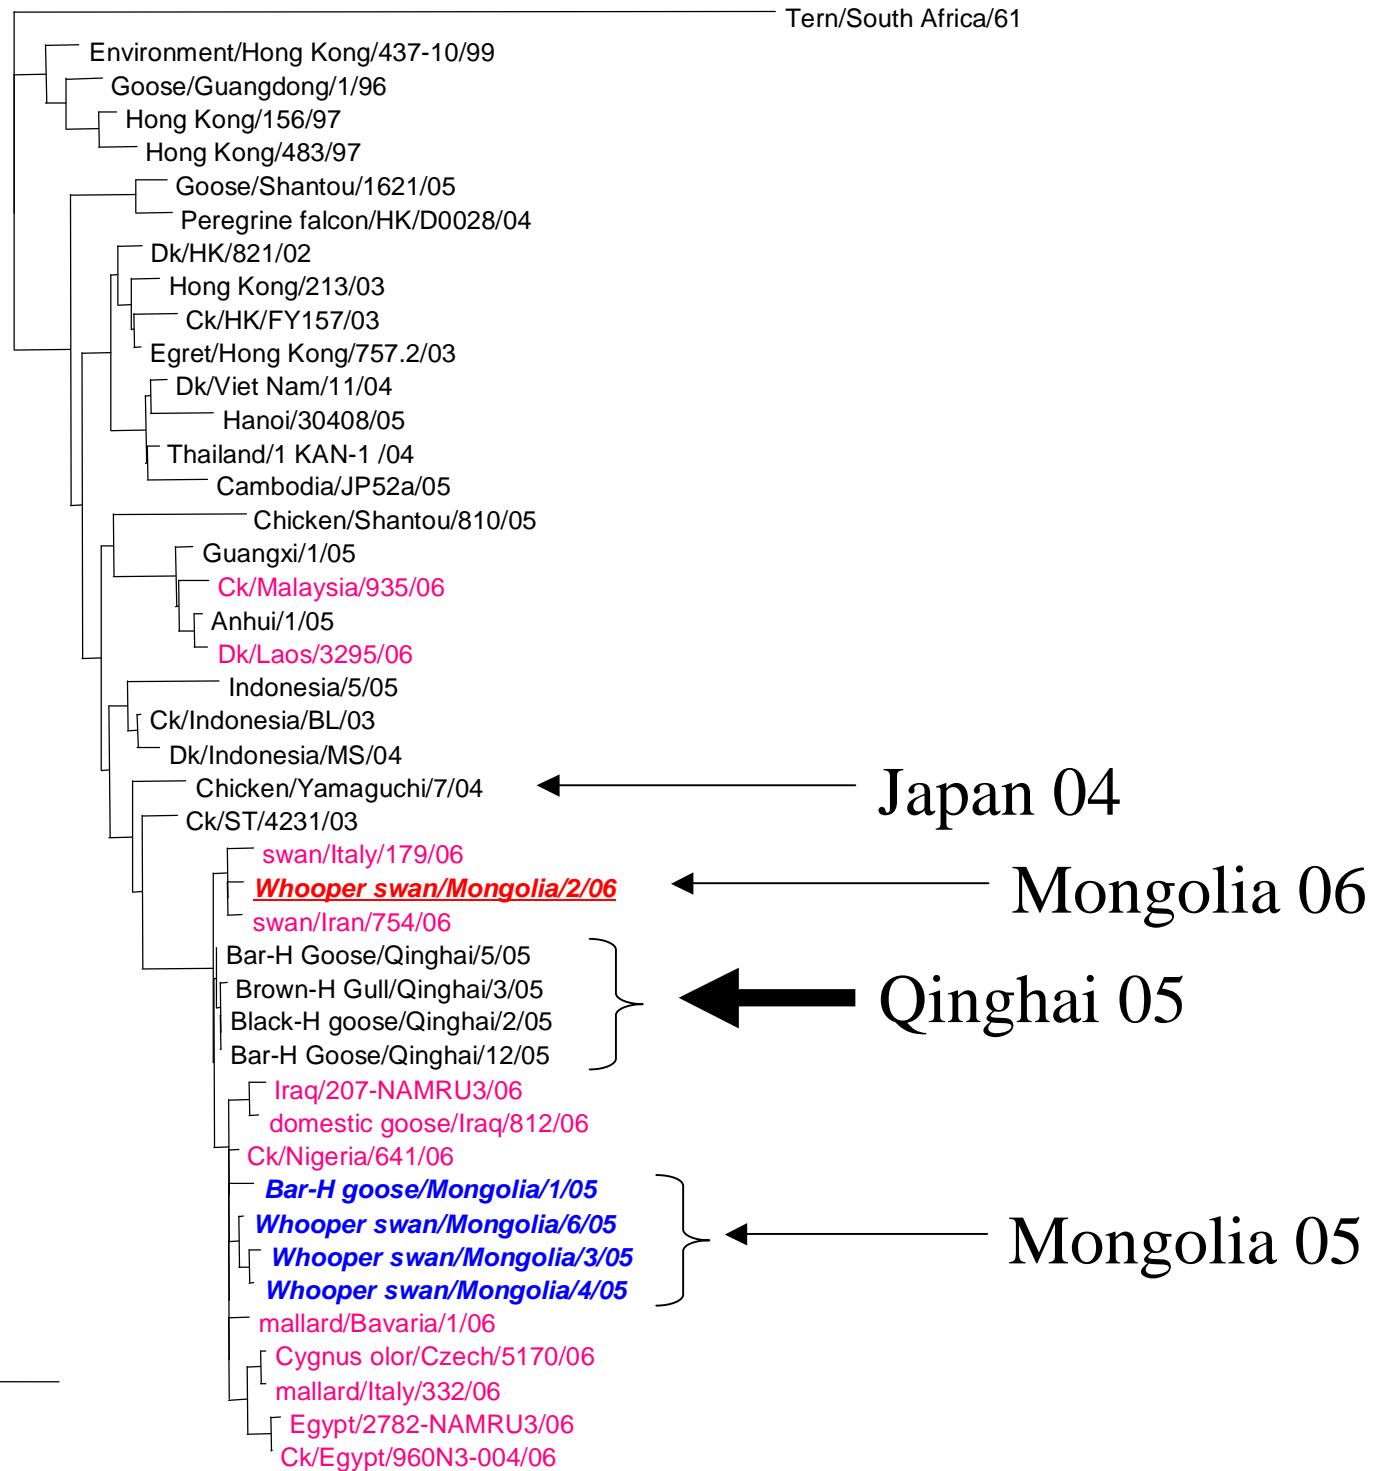 Tern/South Africa/61
Environment/Hong Kong/437-10/99
Goose/Guangdong/1/96
Hong Kong/156/97
Hong Kong/483/97
Goose/Shantou/1621/05
Peregrine falcon/HK/D0028/04
Dk/HK/821/02
Hong Kong/213/03
Ck/HK/FY157/03
Egret/Hong Kong/757.2/03
Dk/Viet Nam/11/04
Hanoi/30408/05
Thailand/1 KAN-1 /04
Cambodia/JP52a/05
Chicken/Shantou/810/05
Guangxi/1/05
Ck/Malaysia/935/06
Anhui/1/05
Dk/Laos/3295/06
Indonesia/5/05
Ck/Indonesia/BL/03
Dk/Indonesia/MS/04
Chicken/Yamaguchi/7/04
Japan 04
Ck/ST/4231/03
swan/Italy/179/06
Whooper swan/Mongolia/2/06
Mongolia 06
swan/Iran/754/06
Bar-H Goose/Qinghai/5/05
Brown-H Gull/Qinghai/3/05
Qinghai 05
Black-H goose/Qinghai/2/05
Bar-H Goose/Qinghai/12/05
Iraq/207-NAMRU3/06
domestic goose/Iraq/812/06
Ck/Nigeria/641/06
Bar-H goose/Mongolia/1/05
Whooper swan/Mongolia/6/05
Mongolia 05
Whooper swan/Mongolia/3/05
Whooper swan/Mongolia/4/05
mallard/Bavaria/1/06
Cygnus olor/Czech/5170/06
mallard/Italy/332/06
Egypt/2782-NAMRU3/06
Ck/Egypt/960N3-004/06